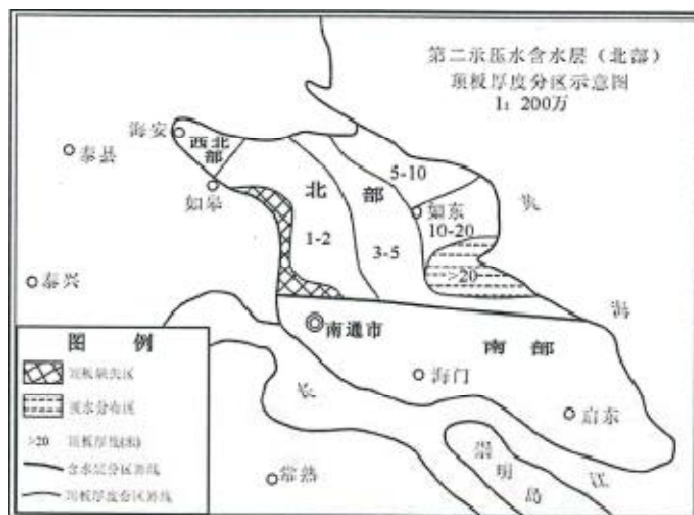 第二示压水含水层(北部)
顶板厚度分区示意图
1: 200万
海安
西北部
泰县
如皋
北部
5-10
如东
10-20
黄海
1-2
3-5
>20
泰兴
南通市
南部
海门
启东
长江
崇明岛
常熟
图 例
顶板缺失区
咸水分布区
>20 顶板厚度(米)
含水层分区界线
顶板厚度分区界线